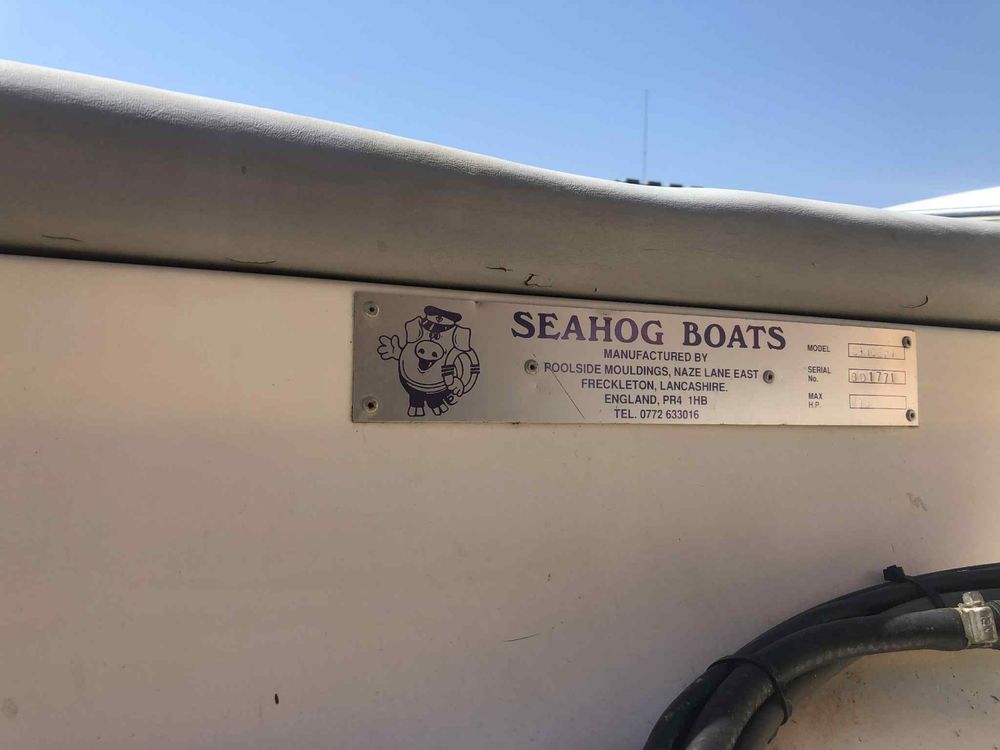 SEAHOG BOATS
MANUFACTURED BY
POOLSIDE MOULDINGS, NAZE LANE EAST
FRECKLETON, LANCASHIRE.
ENGLAND, PR4 1HB
TEL. 0772 633016
MODEL
SERIAL
No.
MAX
H.P.